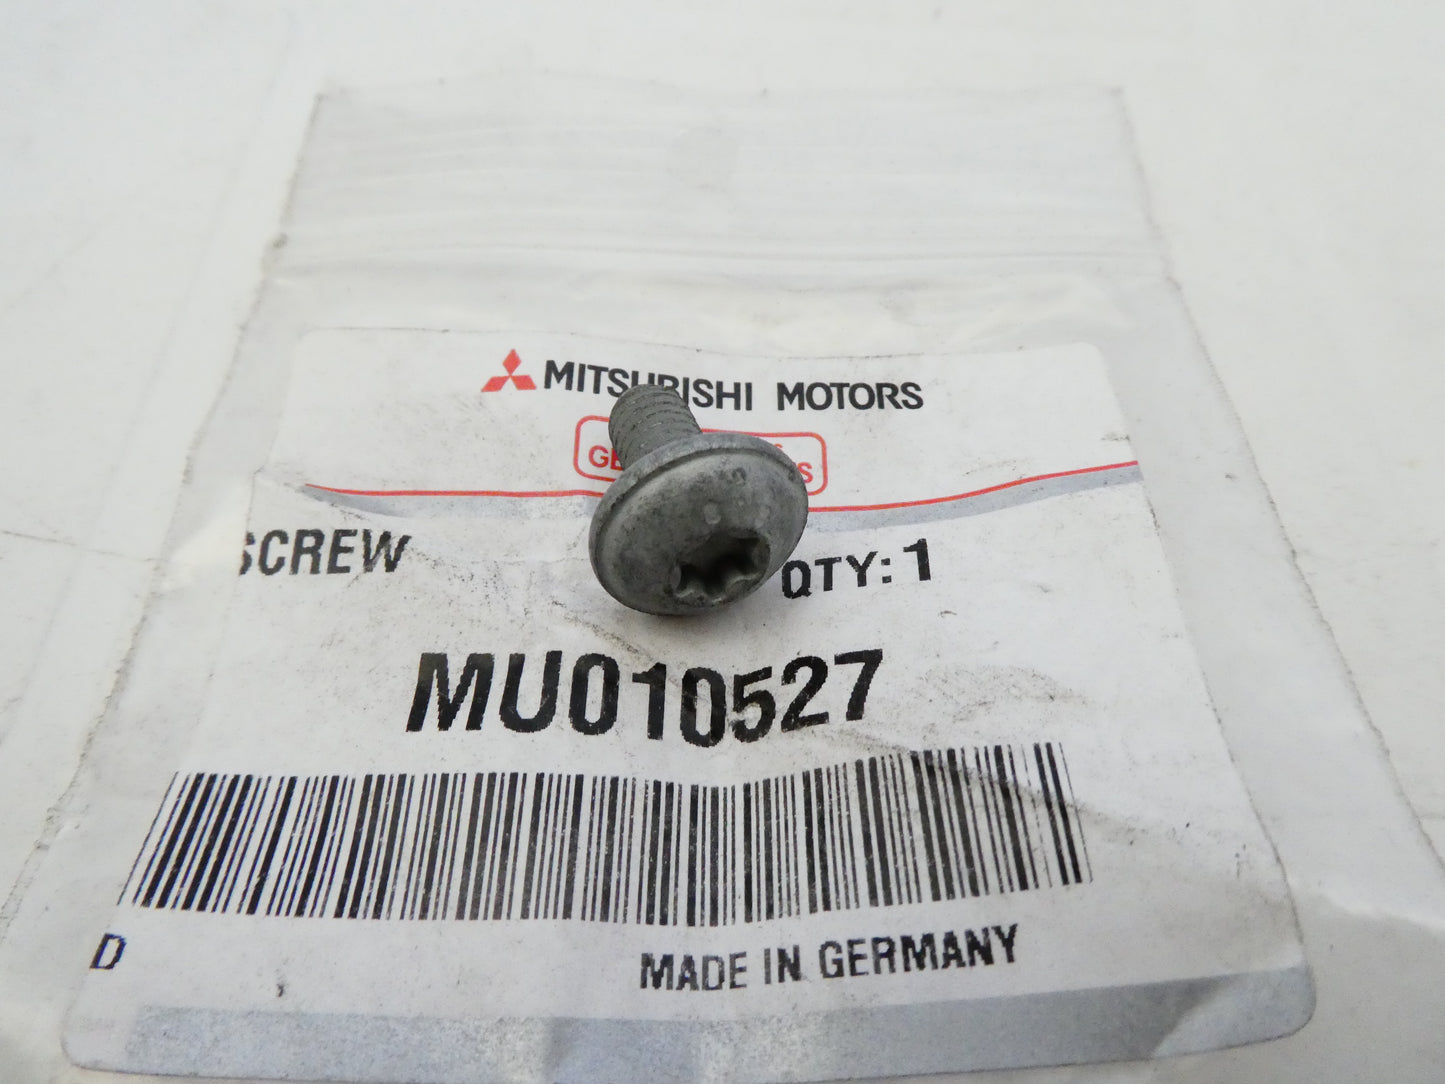 MITSUBISHI MOTORS
SCREW
QTY: 1
MU010527
D
MADE IN GERMANY